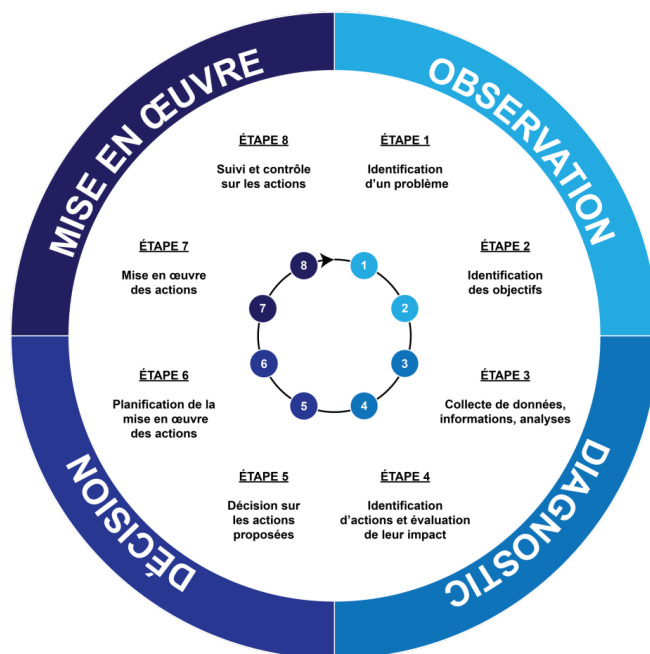 OBSERVATION
ÉTAPE 1
Identification
d'un problème
ÉTAPE 2
Identification
des objectifs
DIAGNOSTIC
ÉTAPE 3
Collecte de données,
informations, analyses
ÉTAPE 4
Identification
d'actions et évaluation
de leur impact
DÉCISION
ÉTAPE 5
Décision sur
les actions
proposées
ÉTAPE 6
Planification de la
mise en œuvre
des actions
MISE EN ŒUVRE
ÉTAPE 7
Mise en œuvre
des actions
ÉTAPE 8
Suivi et contrôle
sur les actions
1
2
3
4
5
6
7
8